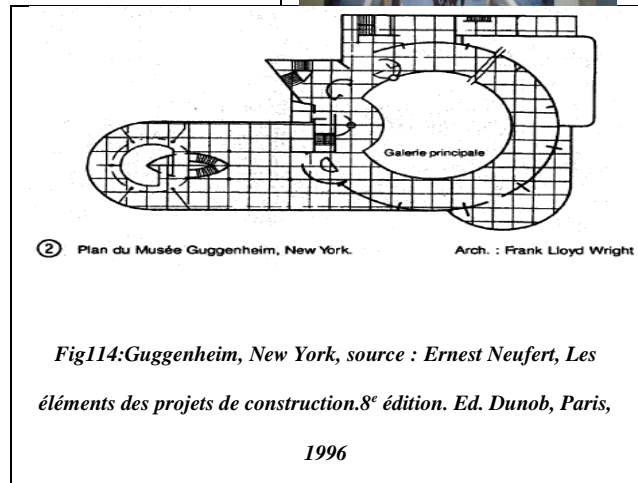 Galerie principale
② Plan du Musée Guggenheim, New York. Arch. : Frank Lloyd Wright
Fig114:Guggenheim, New York, source : Ernest Neufert, Les
éléments des projets de construction.8e édition. Ed. Dunob, Paris,
1996